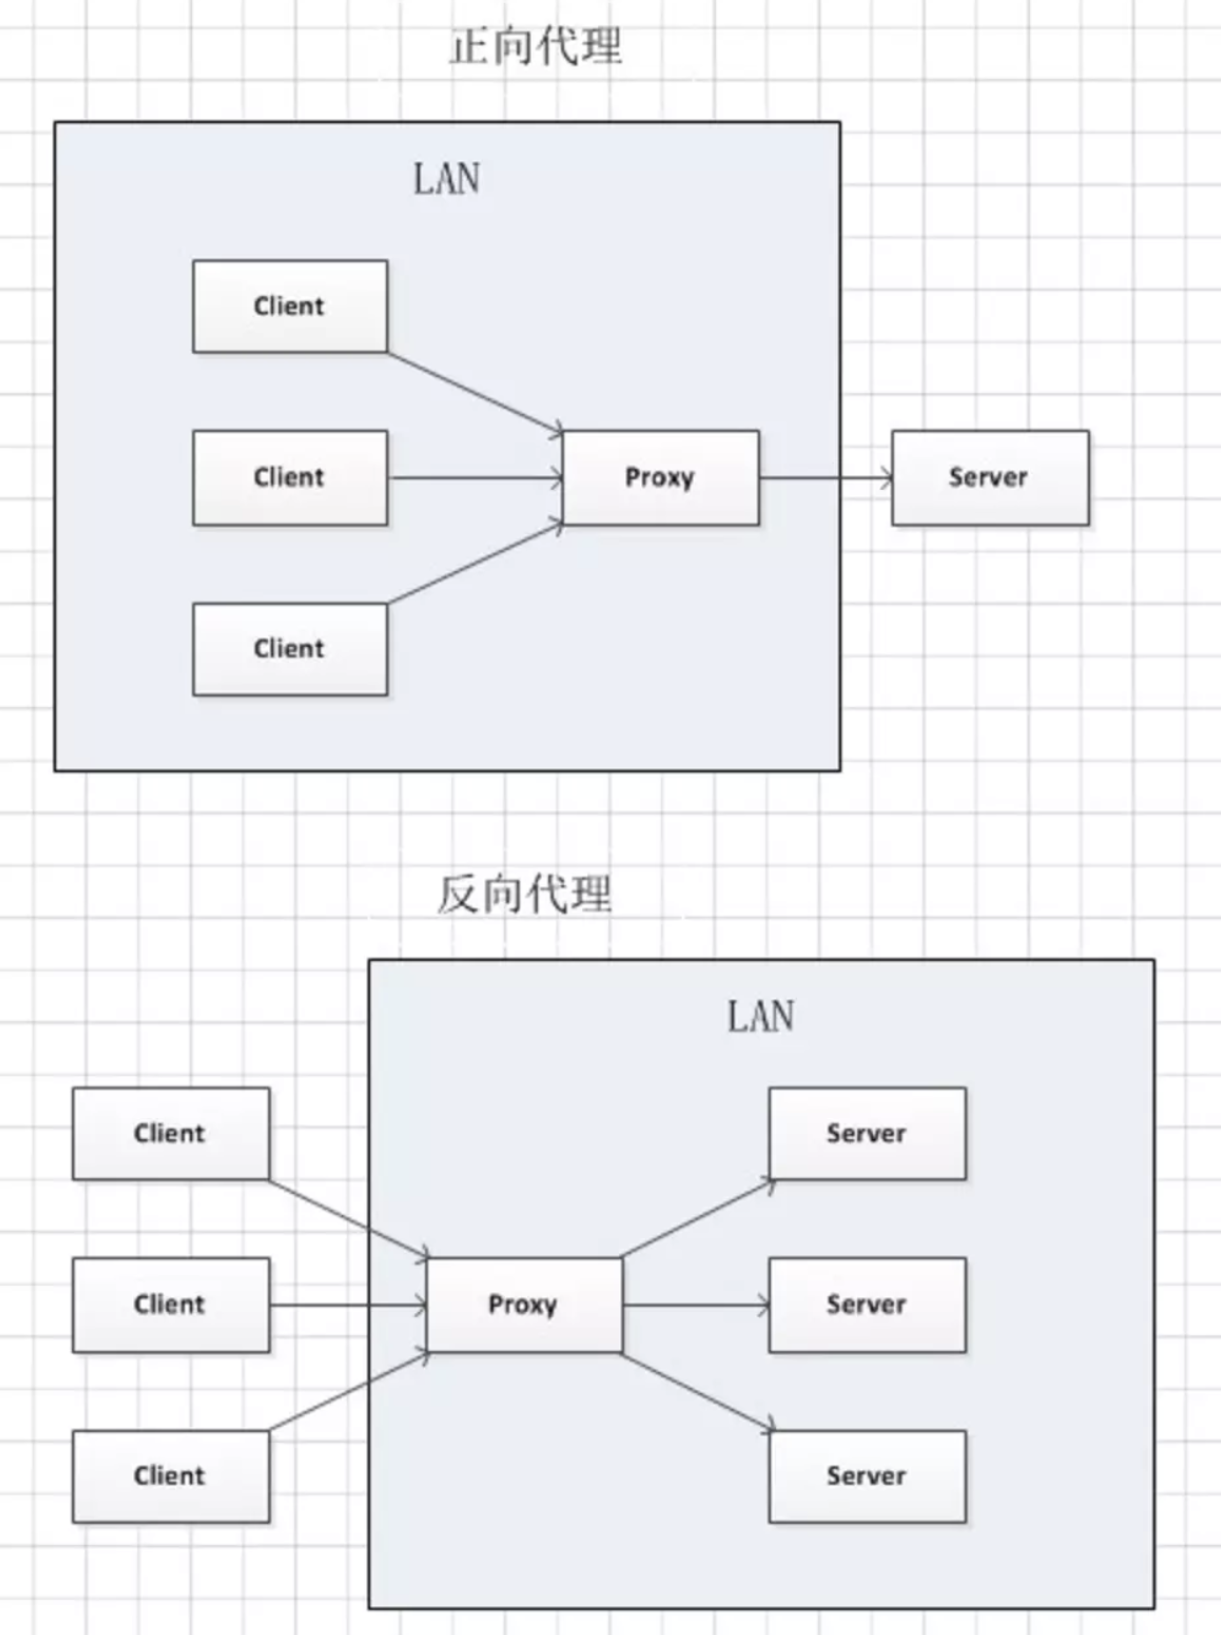 正向代理
LAN
Client
Client
Proxy
Server
Client
反向代理
LAN
Client
Server
Client
Proxy
Server
Client
Server